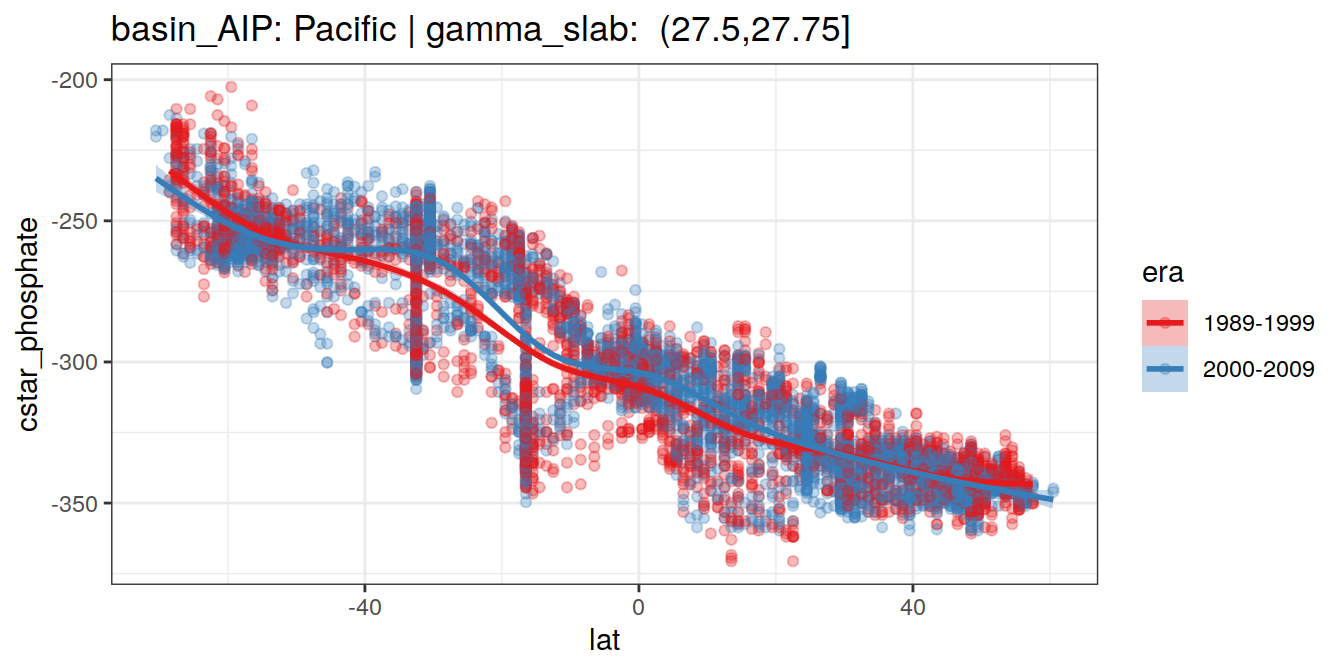 basin_AIP: Pacific | gamma_slab:  (27.5,27.75]
-200
-250
-300
-350
cstar_phosphate
-40
0
40
lat
era
1989-1999
2000-2009